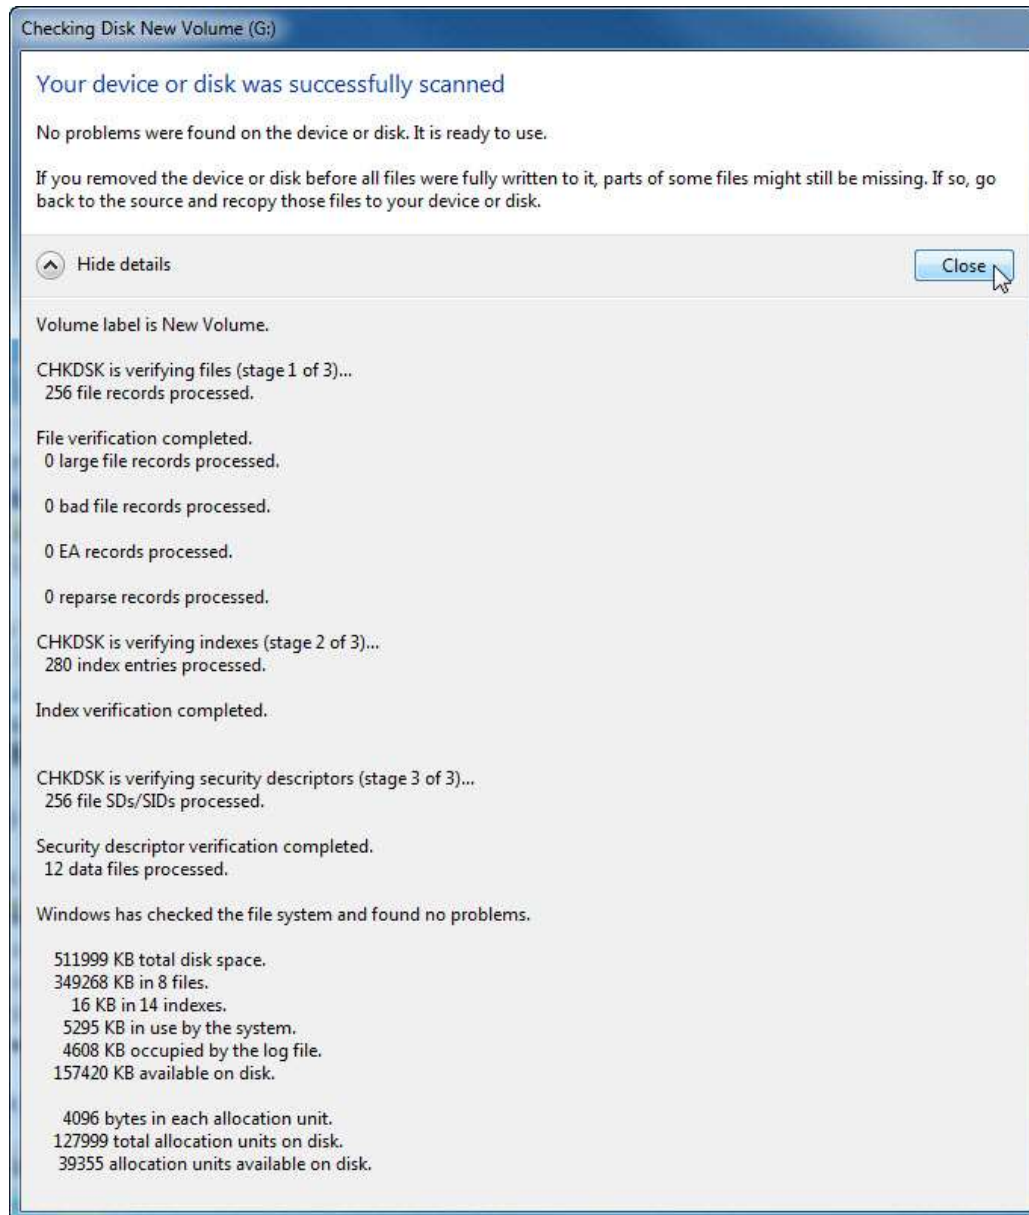 Checking Disk New Volume (G:)
Your device or disk was successfully scanned
No problems were found on the device or disk. It is ready to use.
If you removed the device or disk before all files were fully written to it, parts of some files might still be missing. If so, go
back to the source and recopy those files to your device or disk.
Hide details
Close
Volume label is New Volume.
CHKDSK is verifying files (stage 1 of 3)...
256 file records processed.
File verification completed.
0 large file records processed.
0 bad file records processed.
0 EA records processed.
0 reparse records processed.
CHKDSK is verifying indexes (stage 2 of 3)...
280 index entries processed.
Index verification completed.
CHKDSK is verifying security descriptors (stage 3 of 3)...
256 file SDs/SIDs processed.
Security descriptor verification completed.
12 data files processed.
Windows has checked the file system and found no problems.
511999 KB total disk space.
349268 KB in 8 files.
16 KB in 14 indexes.
5295 KB in use by the system.
4608 KB occupied by the log file.
157420 KB available on disk.
4096 bytes in each allocation unit.
127999 total allocation units on disk.
39355 allocation units available on disk.